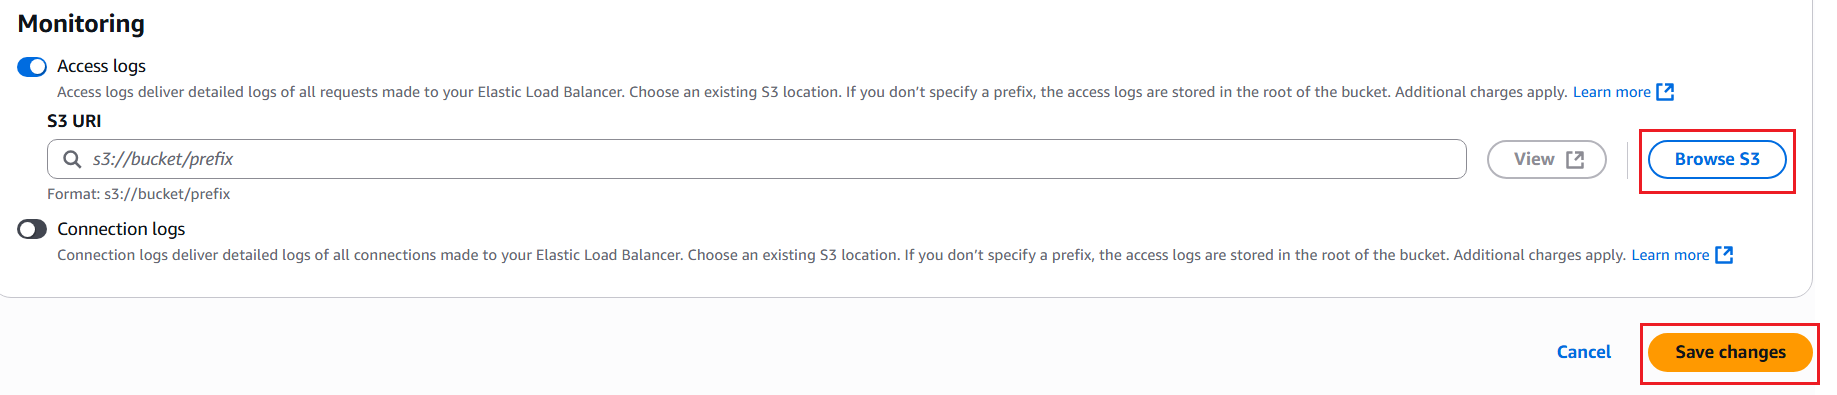 Monitoring
Access logs
Access logs deliver detailed logs of all requests made to your Elastic Load Balancer. Choose an existing S3 location. If you don’t specify a prefix, the access logs are stored in the root of the bucket. Additional charges apply. Learn more
S3 URI
s3://bucket/prefix
View
Browse S3
Format: s3://bucket/prefix
Connection logs
Connection logs deliver detailed logs of all connections made to your Elastic Load Balancer. Choose an existing S3 location. If you don’t specify a prefix, the access logs are stored in the root of the bucket. Additional charges apply. Learn more
Cancel
Save changes